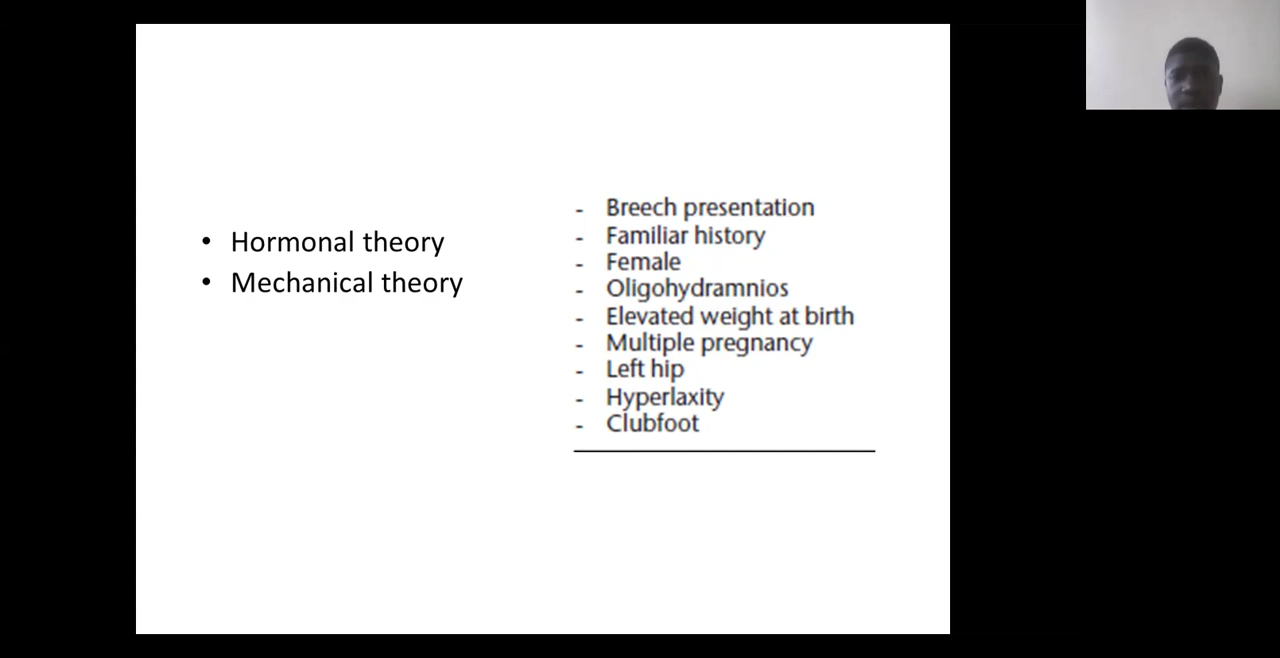 • Hormonal theory
• Mechanical theory
- Breech presentation
- Familiar history
- Female
- Oligohydramnios
- Elevated weight at birth
- Multiple pregnancy
- Left hip
- Hyperlaxity
- Clubfoot